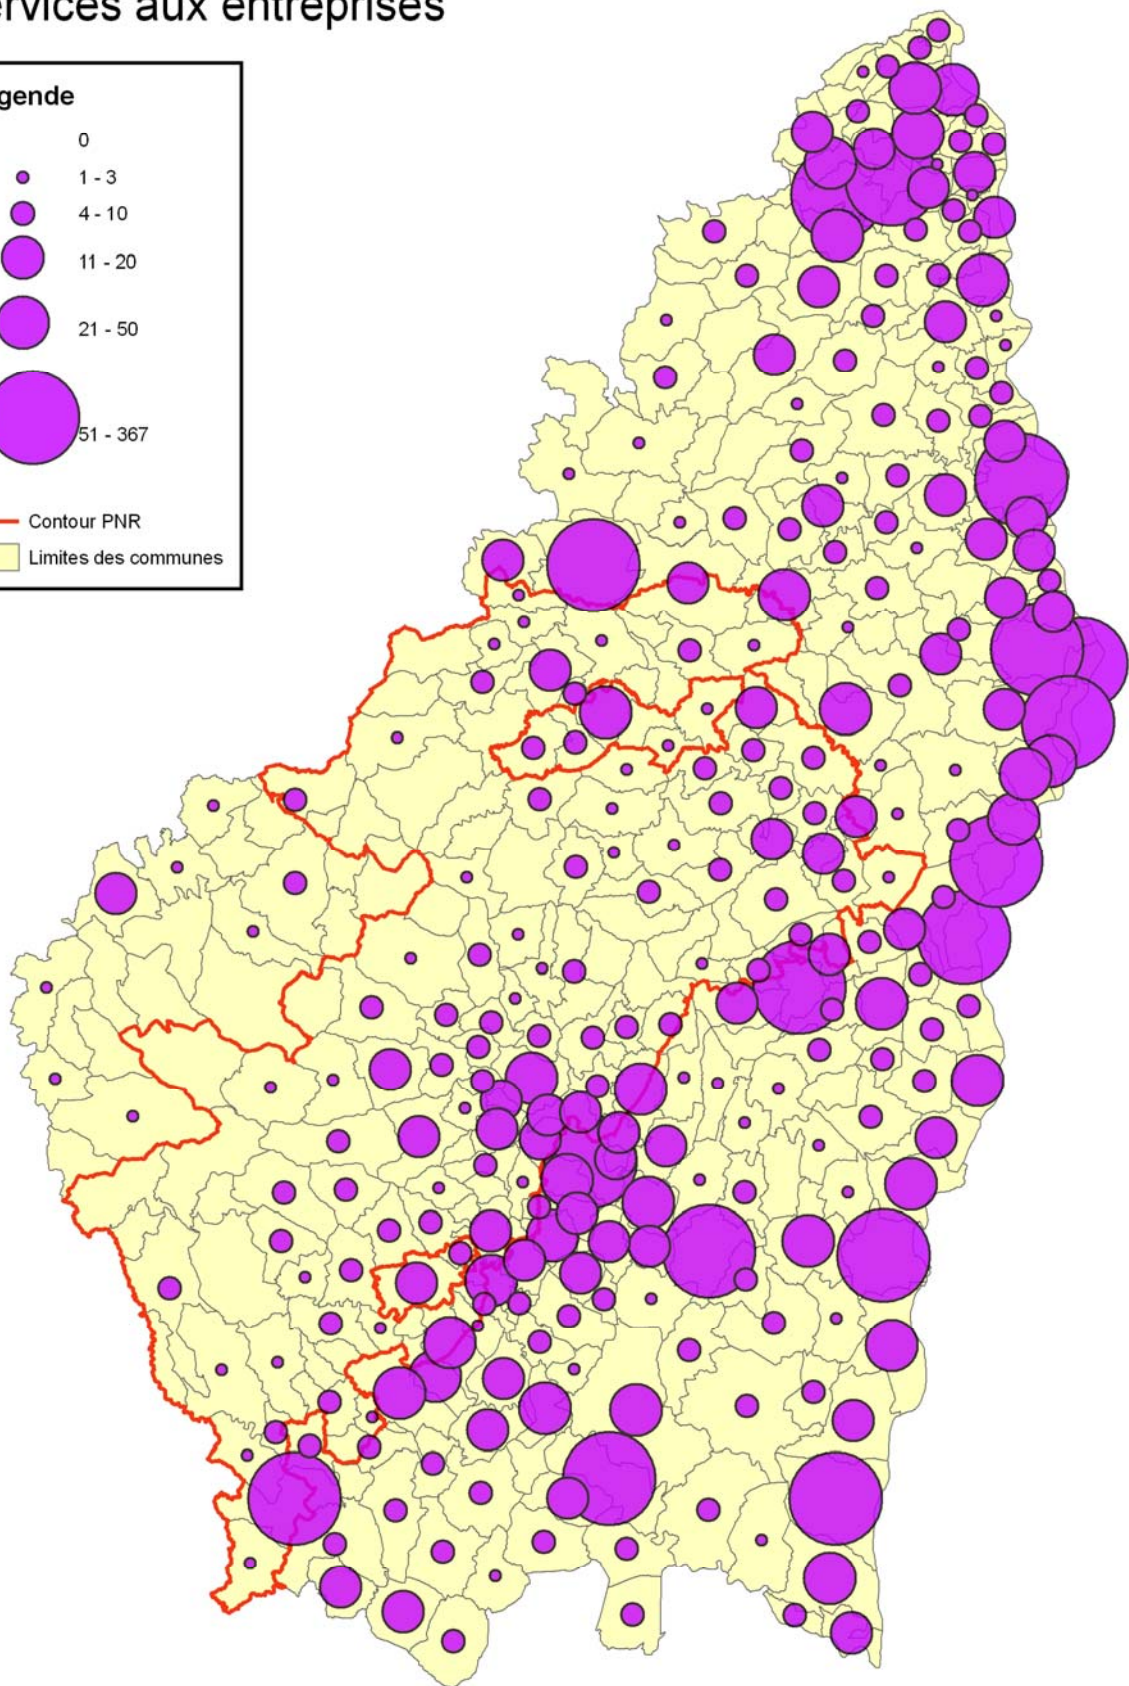 ervices aux entreprises
gende
0
1 - 3
4 - 10
11 - 20
21 - 50
51 - 367
Contour PNR
Limites des communes